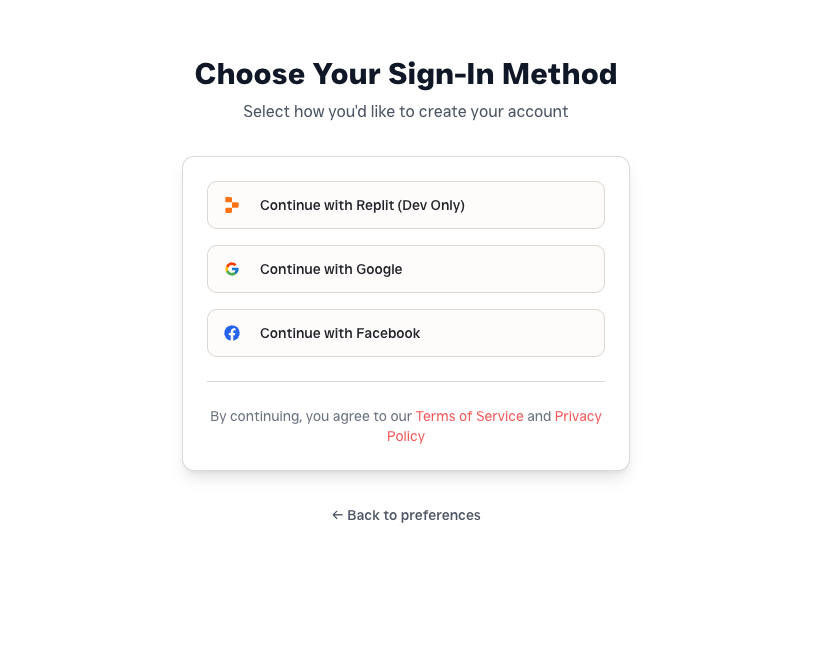 Choose Your Sign-In Method
Select how you'd like to create your account
Continue with Replit (Dev Only)
Continue with Google
Continue with Facebook
By continuing, you agree to our Terms of Service and Privacy
Policy
← Back to preferences